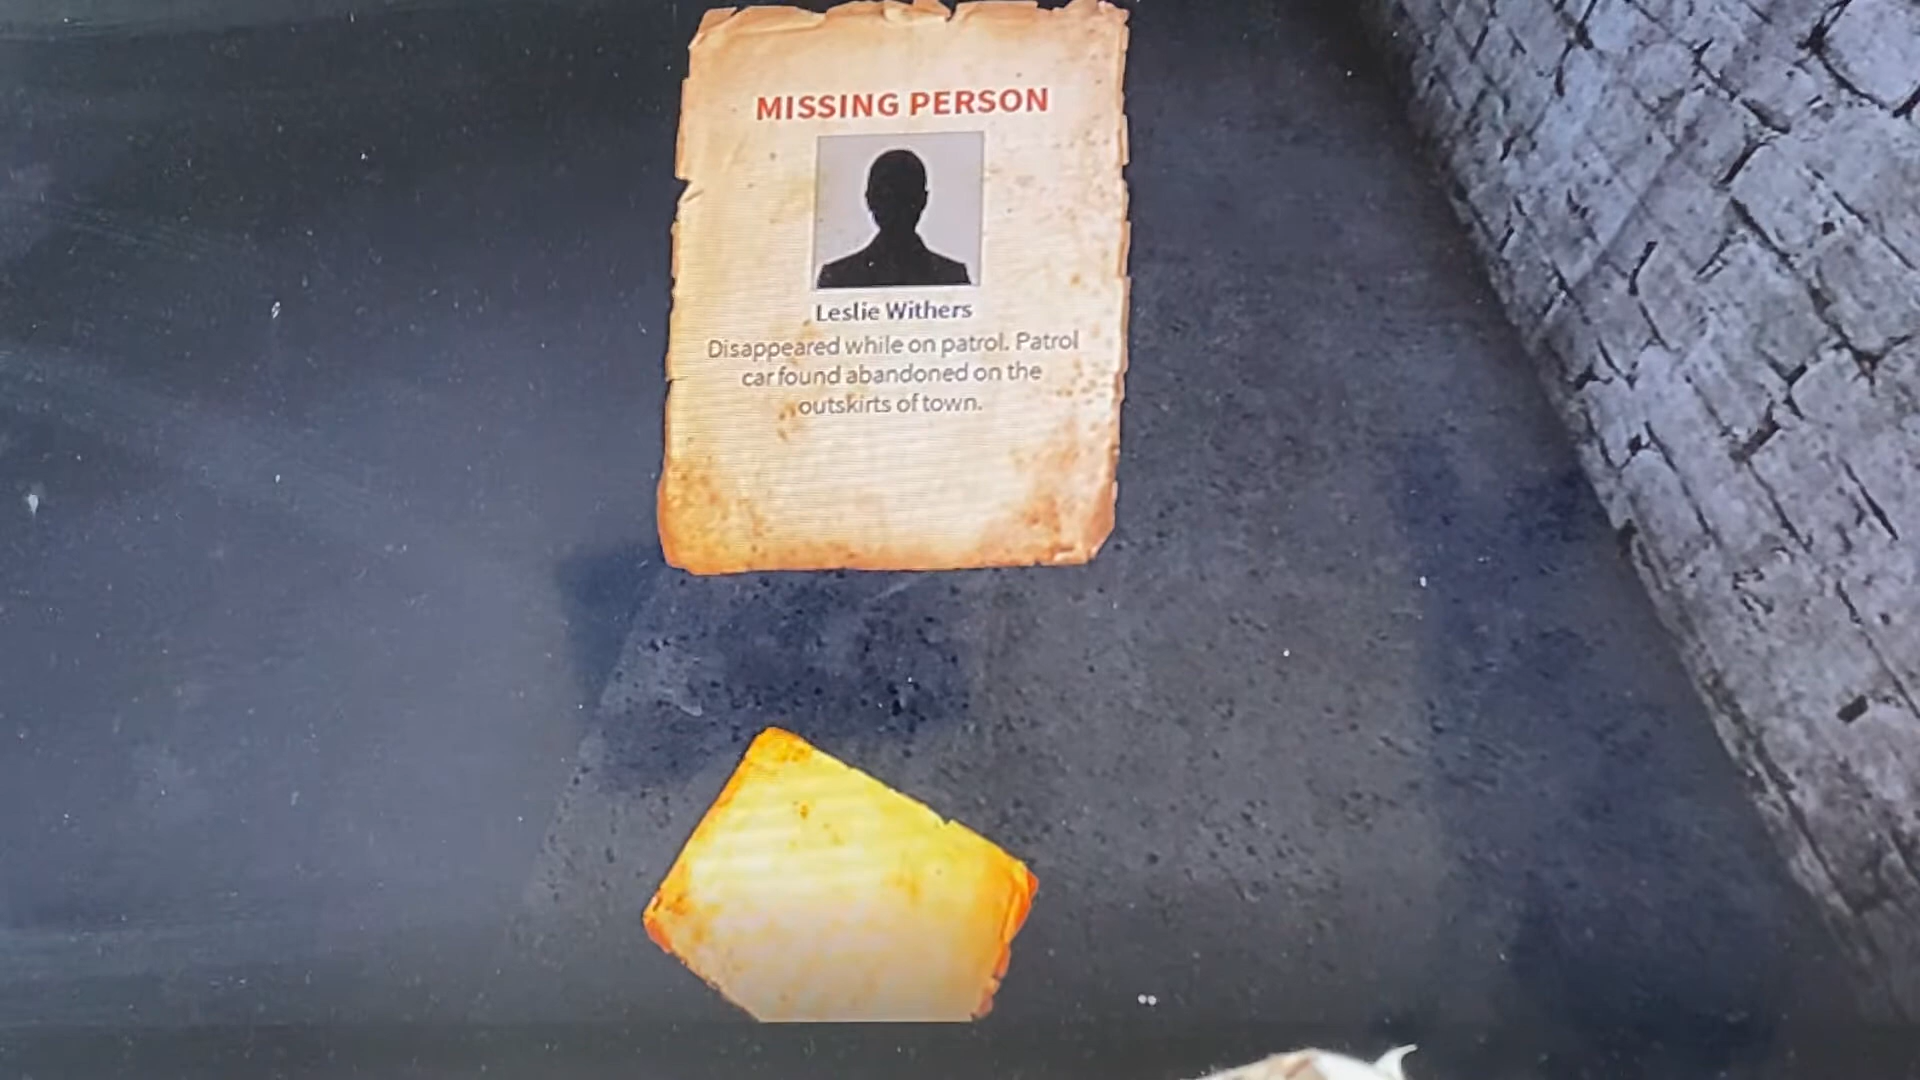 MISSING PERSON
Leslie Withers
Disappeared while on patrol. Patrol
car found abandoned on the
outskirts of town.